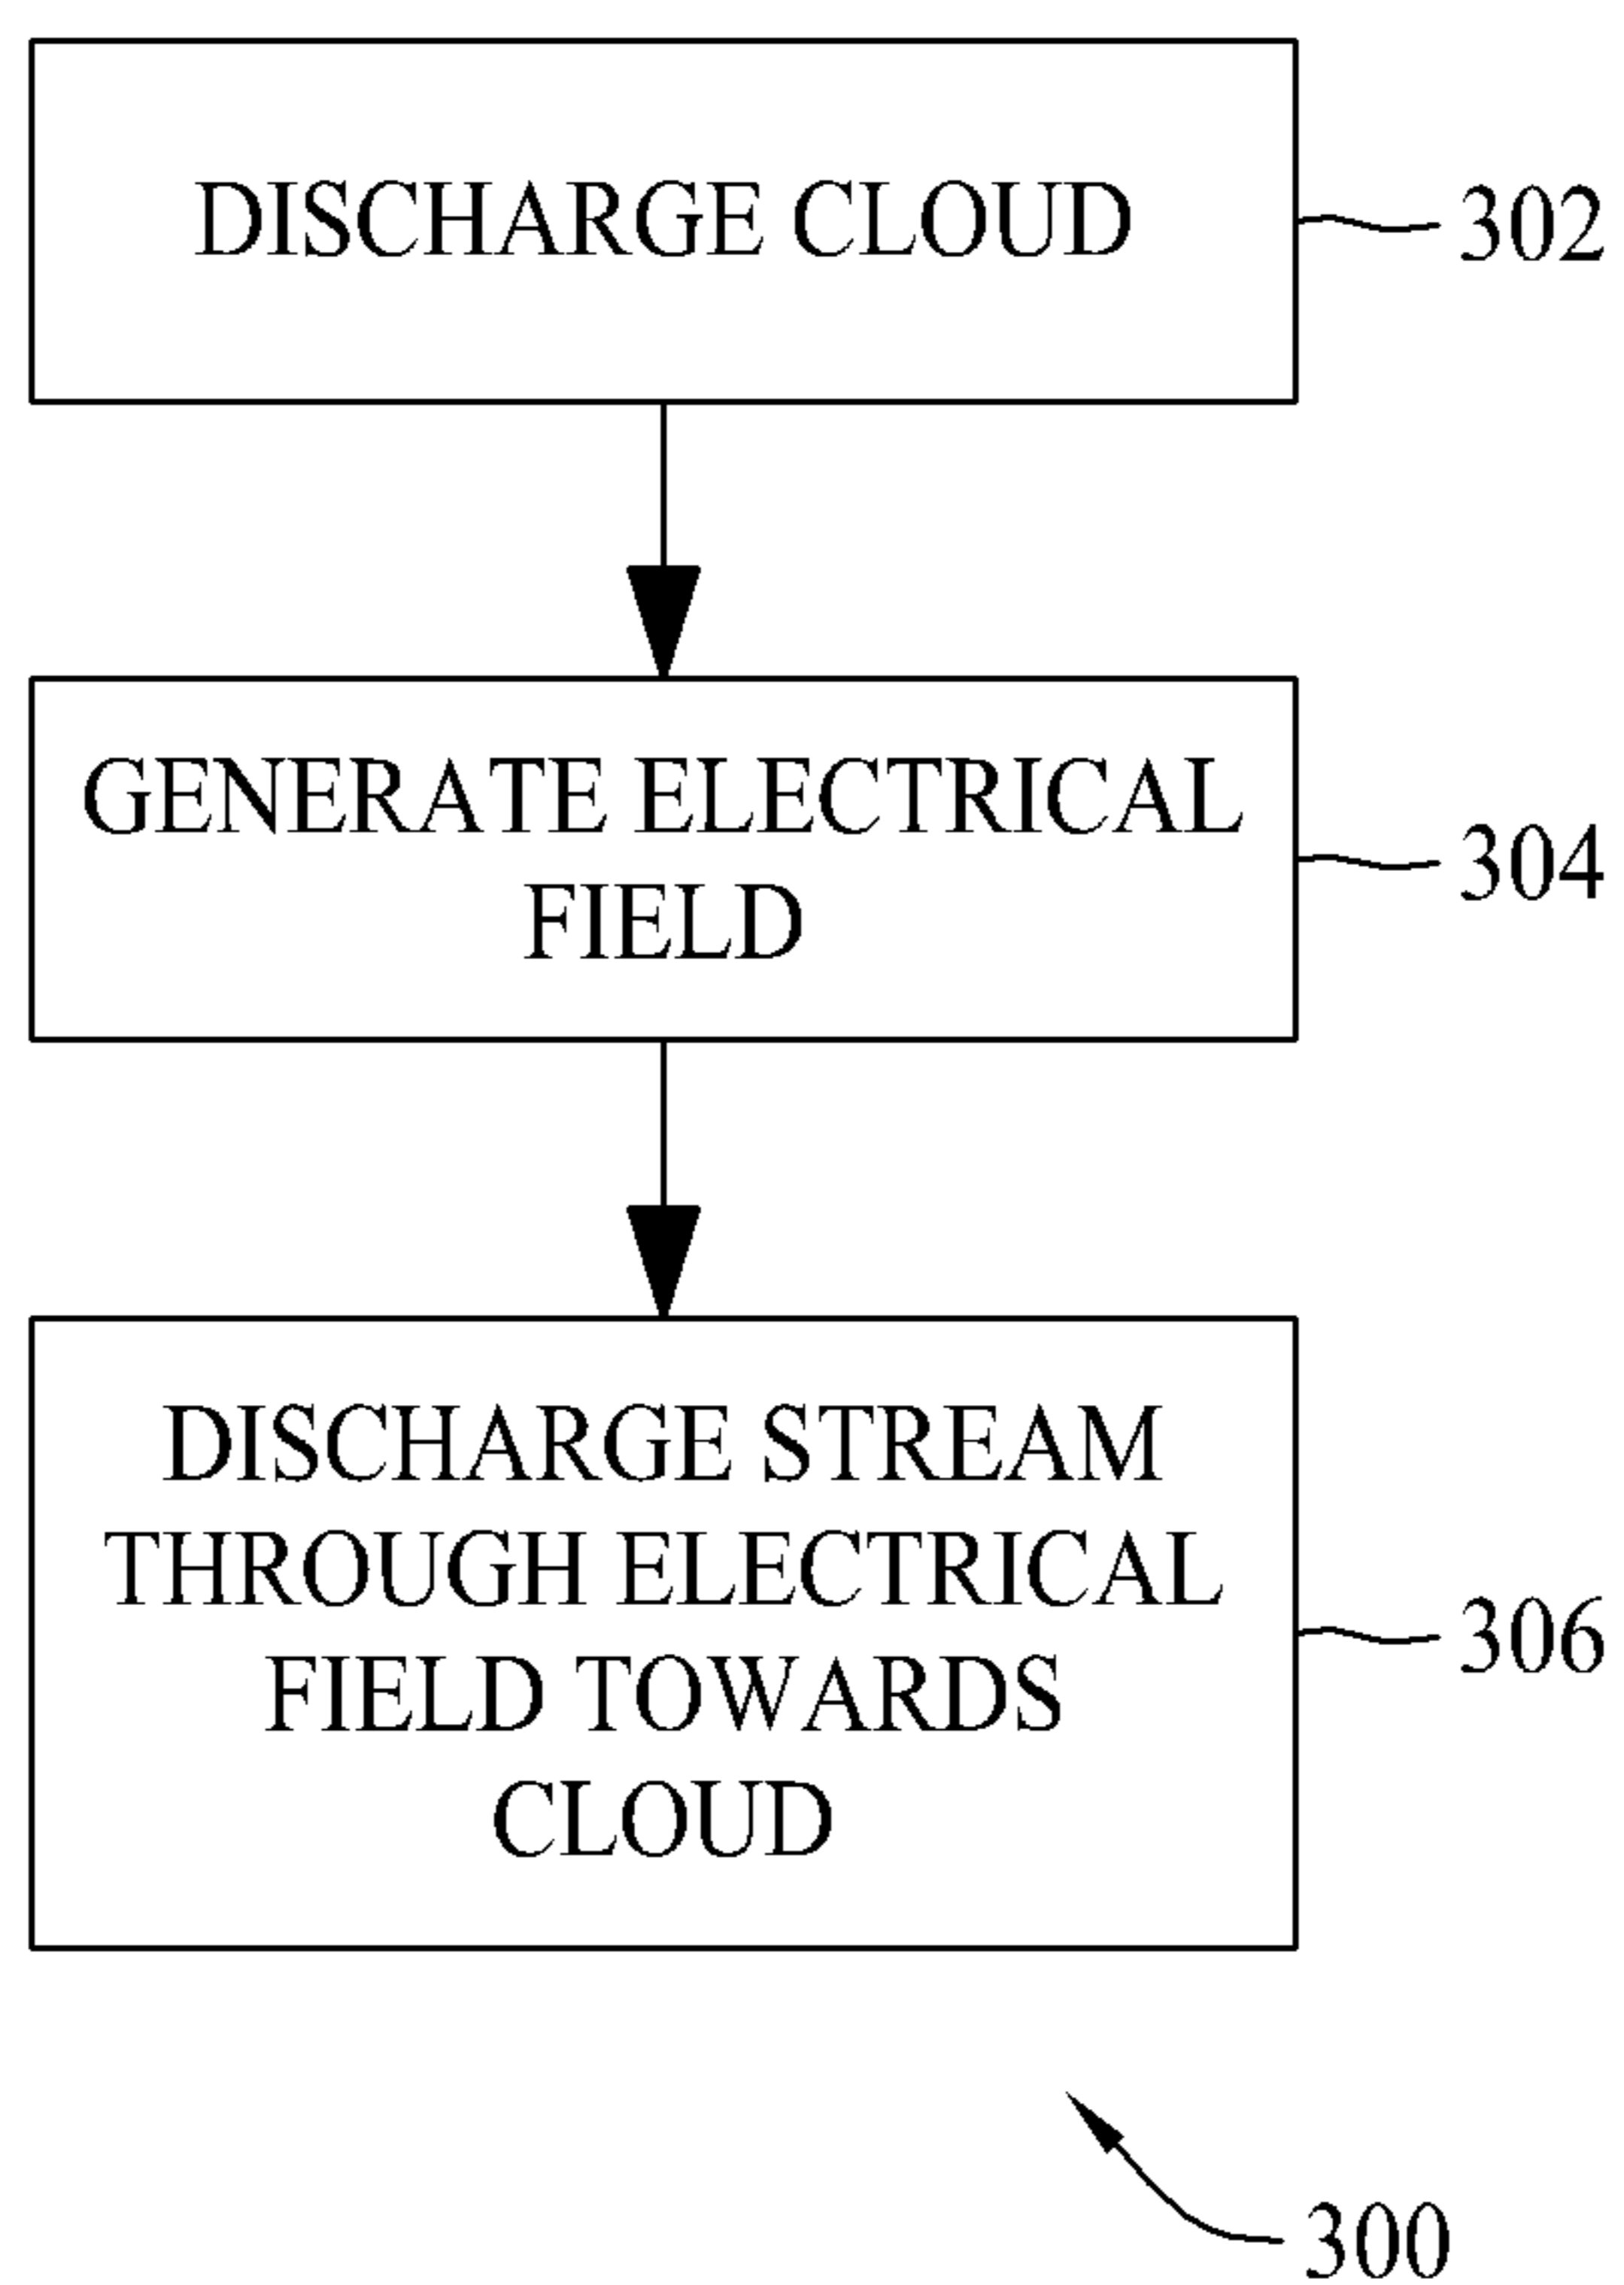 DISCHARGE CLOUD
302
GENERATE ELECTRICAL
FIELD
304
DISCHARGE STREAM
THROUGH ELECTRICAL
FIELD TOWARDS
CLOUD
306
300